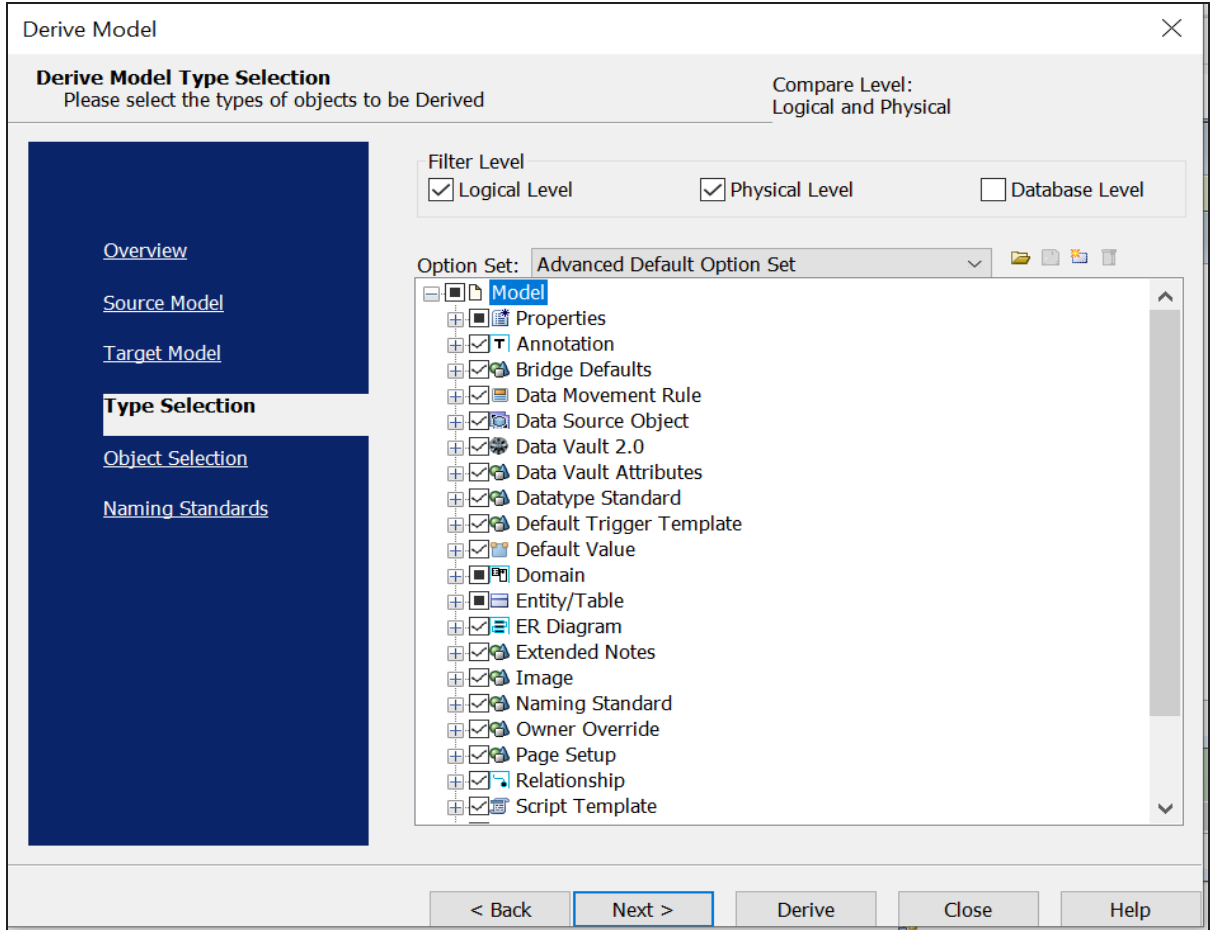 Derive Model
Derive Model Type Selection
Please select the types of objects to be Derived
Compare Level:
Logical and Physical
Overview
Source Model
Target Model
Type Selection
Object Selection
Naming Standards
Filter Level
Logical Level
Physical Level
Database Level
Option Set: Advanced Default Option Set
Model
Properties
T Annotation
Bridge Defaults
Data Movement Rule
Data Source Object
Data Vault 2.0
Data Vault Attributes
Datatype Standard
Default Trigger Template
Default Value
Domain
Entity/Table
ER Diagram
Extended Notes
Image
Naming Standard
Owner Override
Page Setup
Relationship
Script Template
< Back
Next >
Derive
Close
Help